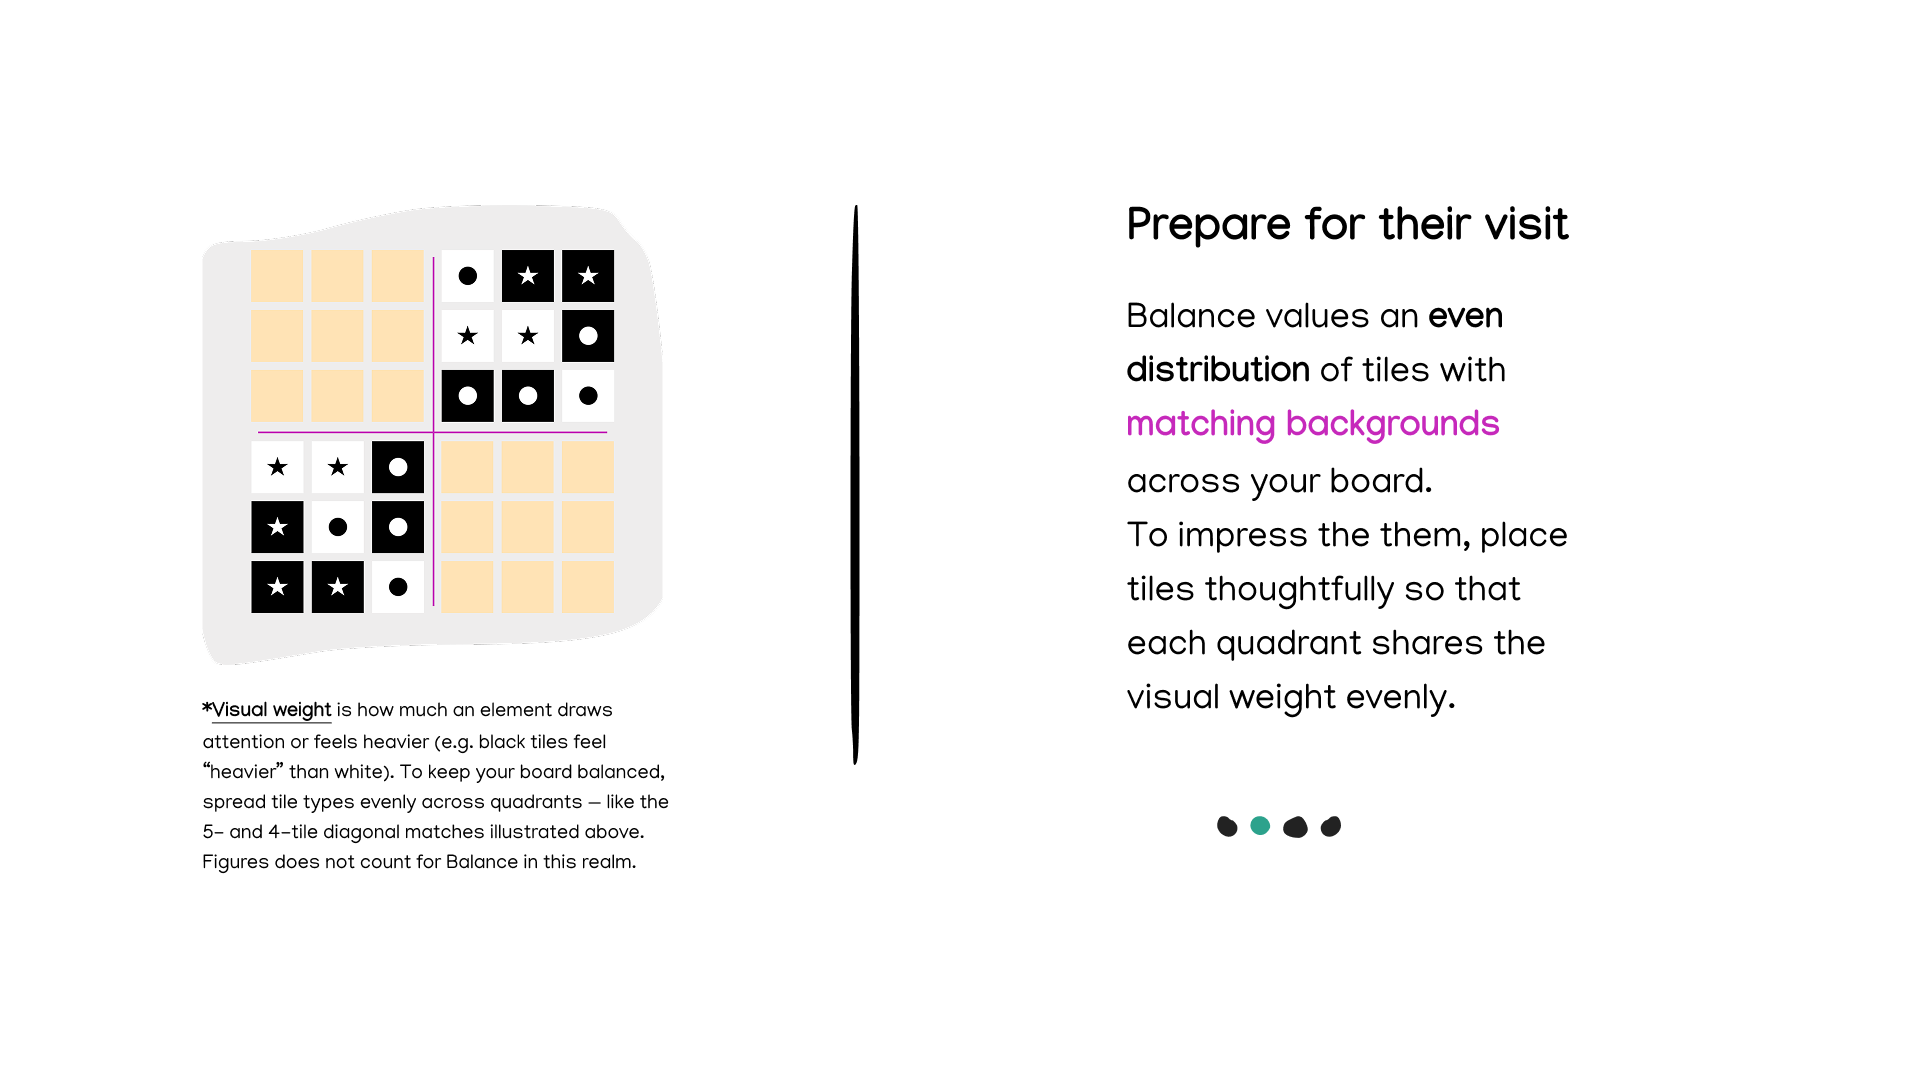 *Visual weight is how much an element draws
attention or feels heavier (e.g. black tiles feel
“heavier” than white). To keep your board balanced,
spread tile types evenly across quadrants – like the
5- and 4-tile diagonal matches illustrated above.
Figures does not count for Balance in this realm.
Prepare for their visit
Balance values an even
distribution of tiles with
matching backgrounds
across your board.
To impress the them, place
tiles thoughtfully so that
each quadrant shares the
visual weight evenly.